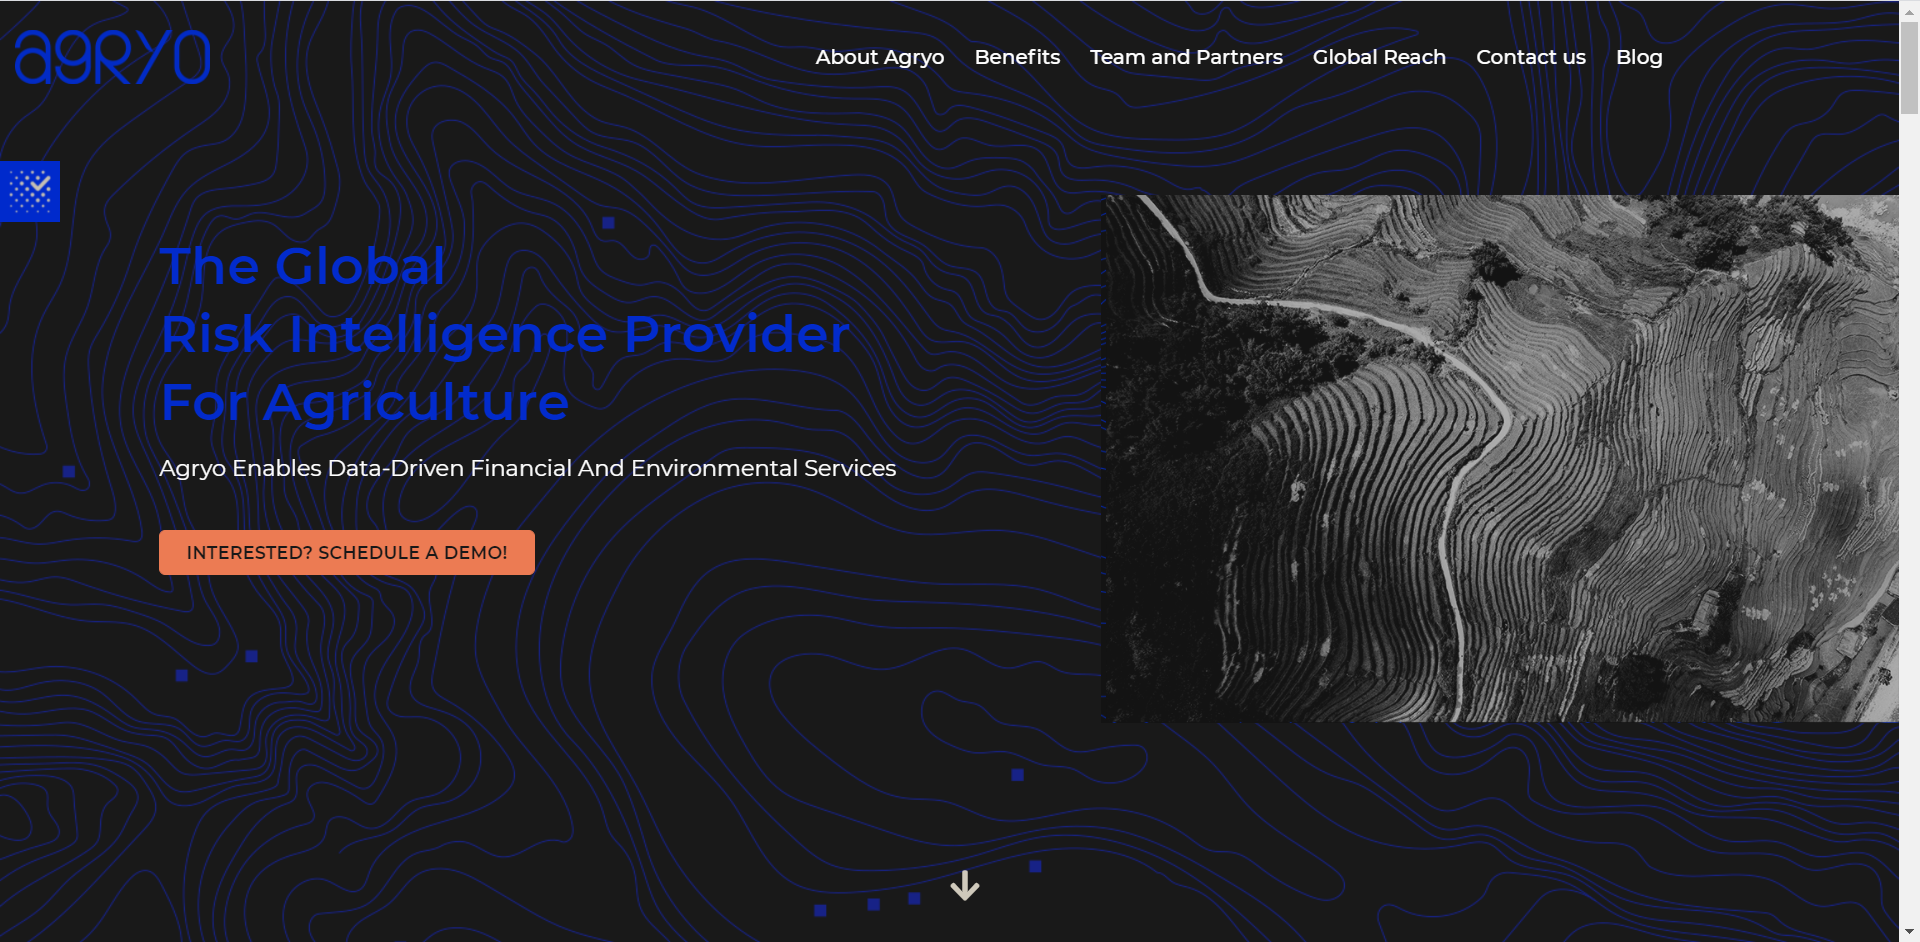 agryo
About Agryo Benefits Team and Partners Global Reach Contact us Blog
The Global
Risk Intelligence Provider
For Agriculture
Agryo Enables Data-Driven Financial And Environmental Services
INTERESTED? SCHEDULE A DEMO!